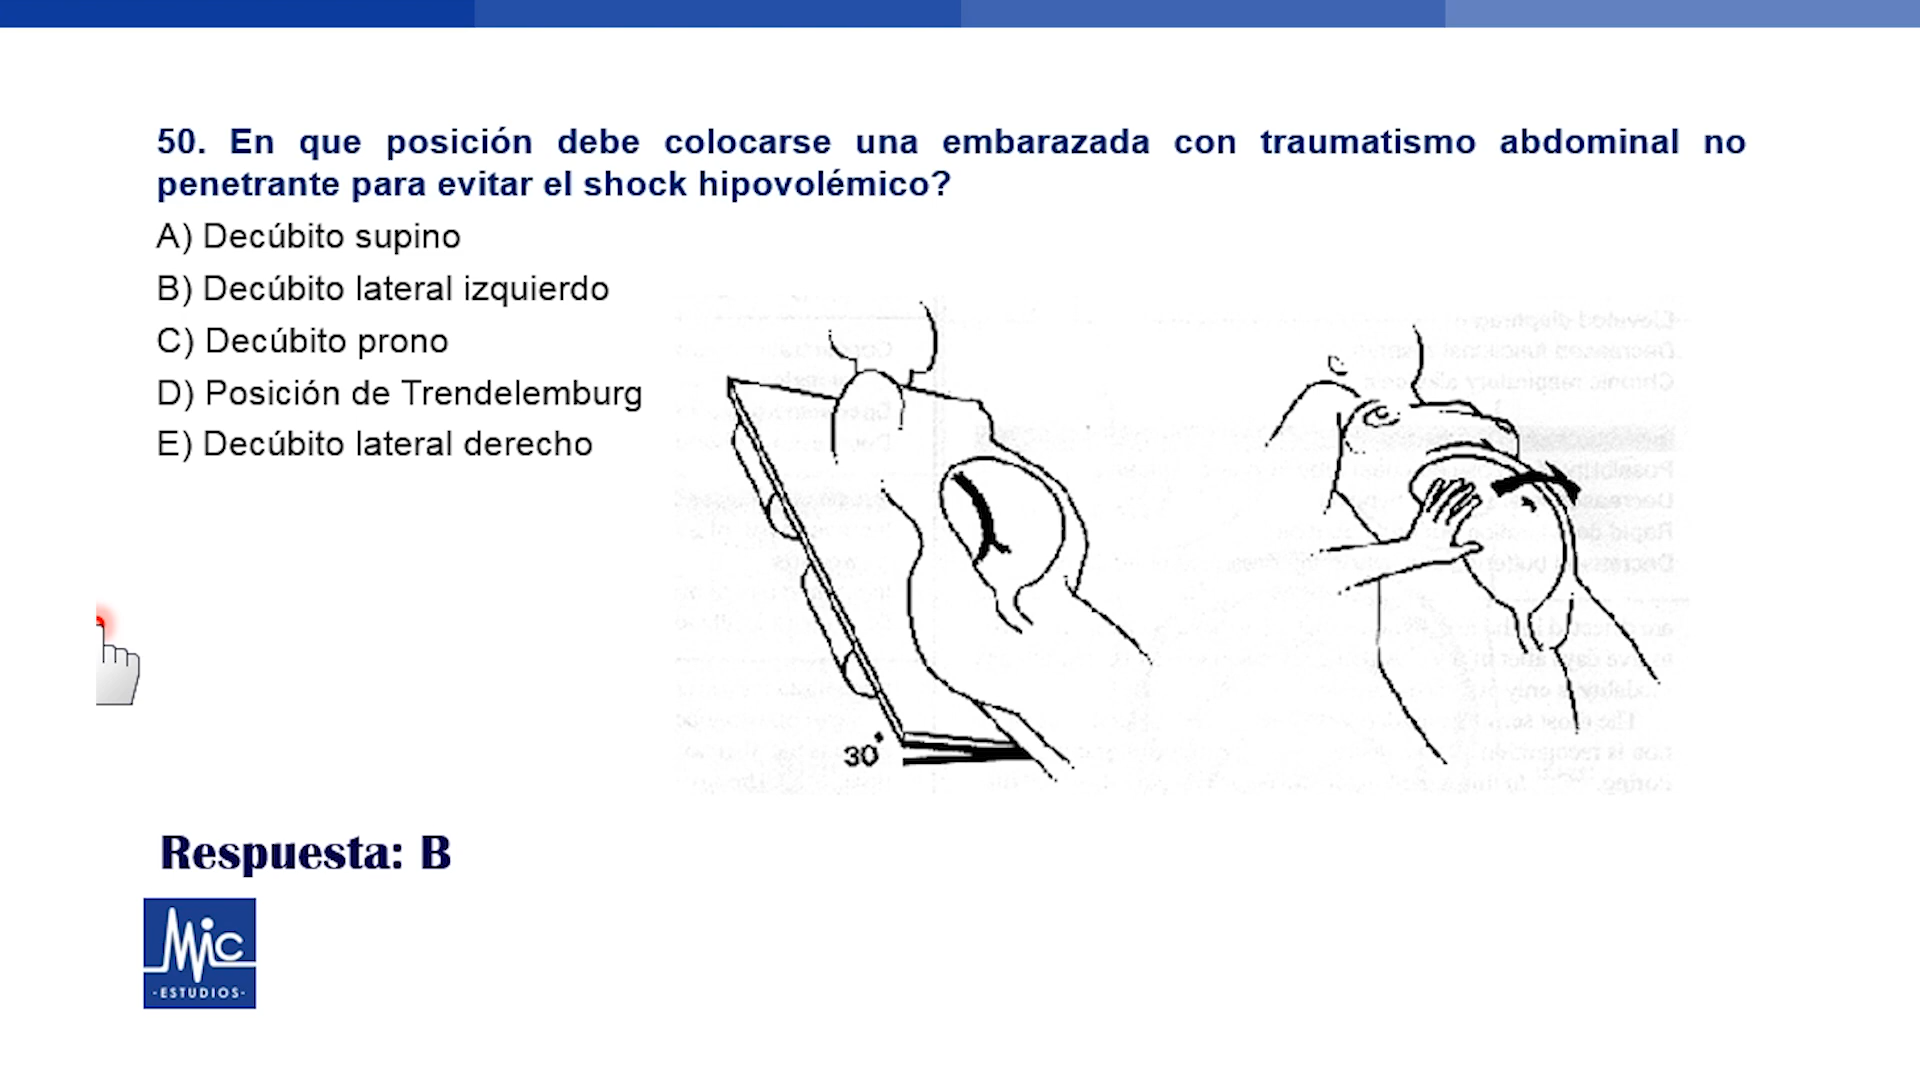 50. En que posición debe colocarse una embarazada con traumatismo abdominal no
penetrante para evitar el shock hipovolémico?
A) Decúbito supino
B) Decúbito lateral izquierdo
C) Decúbito prono
D) Posición de Trendelemburg
E) Decúbito lateral derecho
30°
Respuesta: B
Mic
-ESTUDIOS-